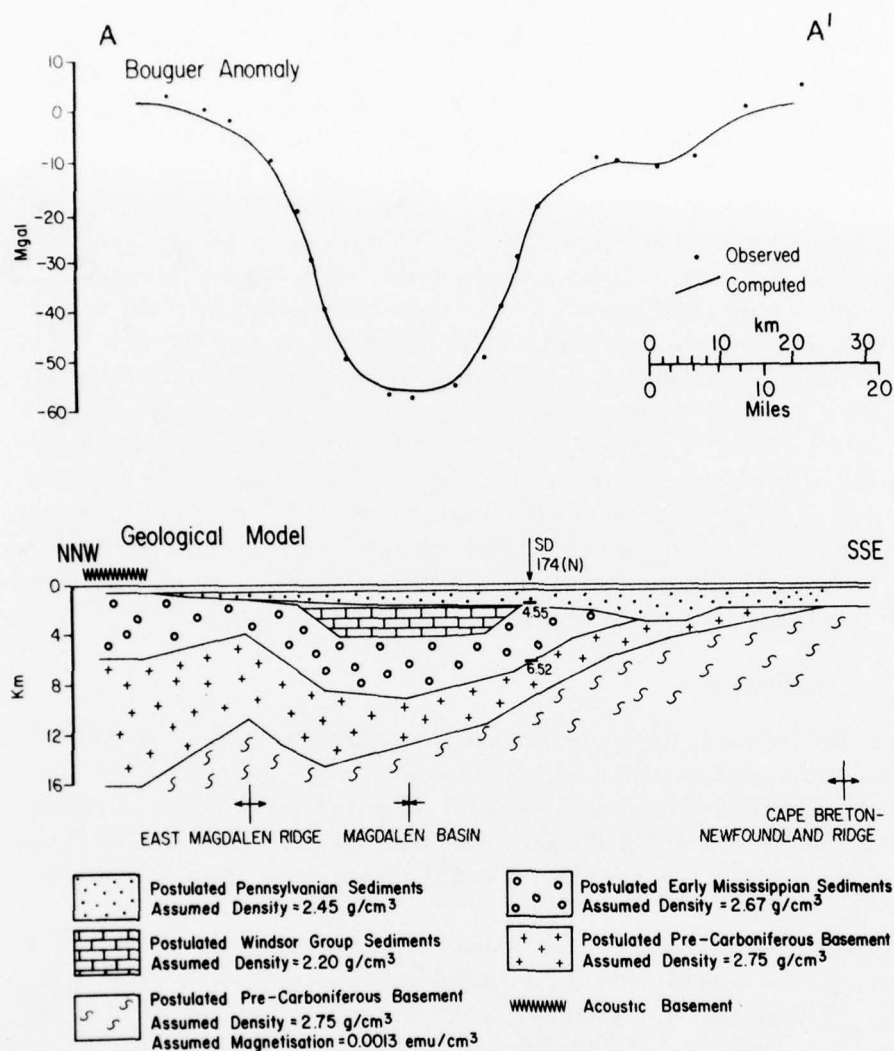 A A'
Bouguer Anomaly
10
0
-10
-20
-30
-40
-50
-60
Mgal
Observed
Computed
km
0 10 20 30
0 10 20
Miles
Geological Model
NNW
SSE
SD
174(N)
0
4
8
12
16
Km
4.55
6.52
EAST MAGDALEN RIDGE
MAGDALEN BASIN
CAPE BRETON-
NEWFOUNDLAND RIDGE
Postulated Pennsylvanian Sediments
Assumed Density = 2.45 g/cm³
Postulated Windsor Group Sediments
Assumed Density = 2.20 g/cm³
Postulated Pre-Carboniferous Basement
Assumed Density = 2.75 g/cm³
Assumed Magnetisation = 0.0013 emu/cm³
Postulated Early Mississippian Sediments
Assumed Density = 2.67 g/cm³
Postulated Pre-Carboniferous Basement
Assumed Density = 2.75 g/cm³
Acoustic Basement